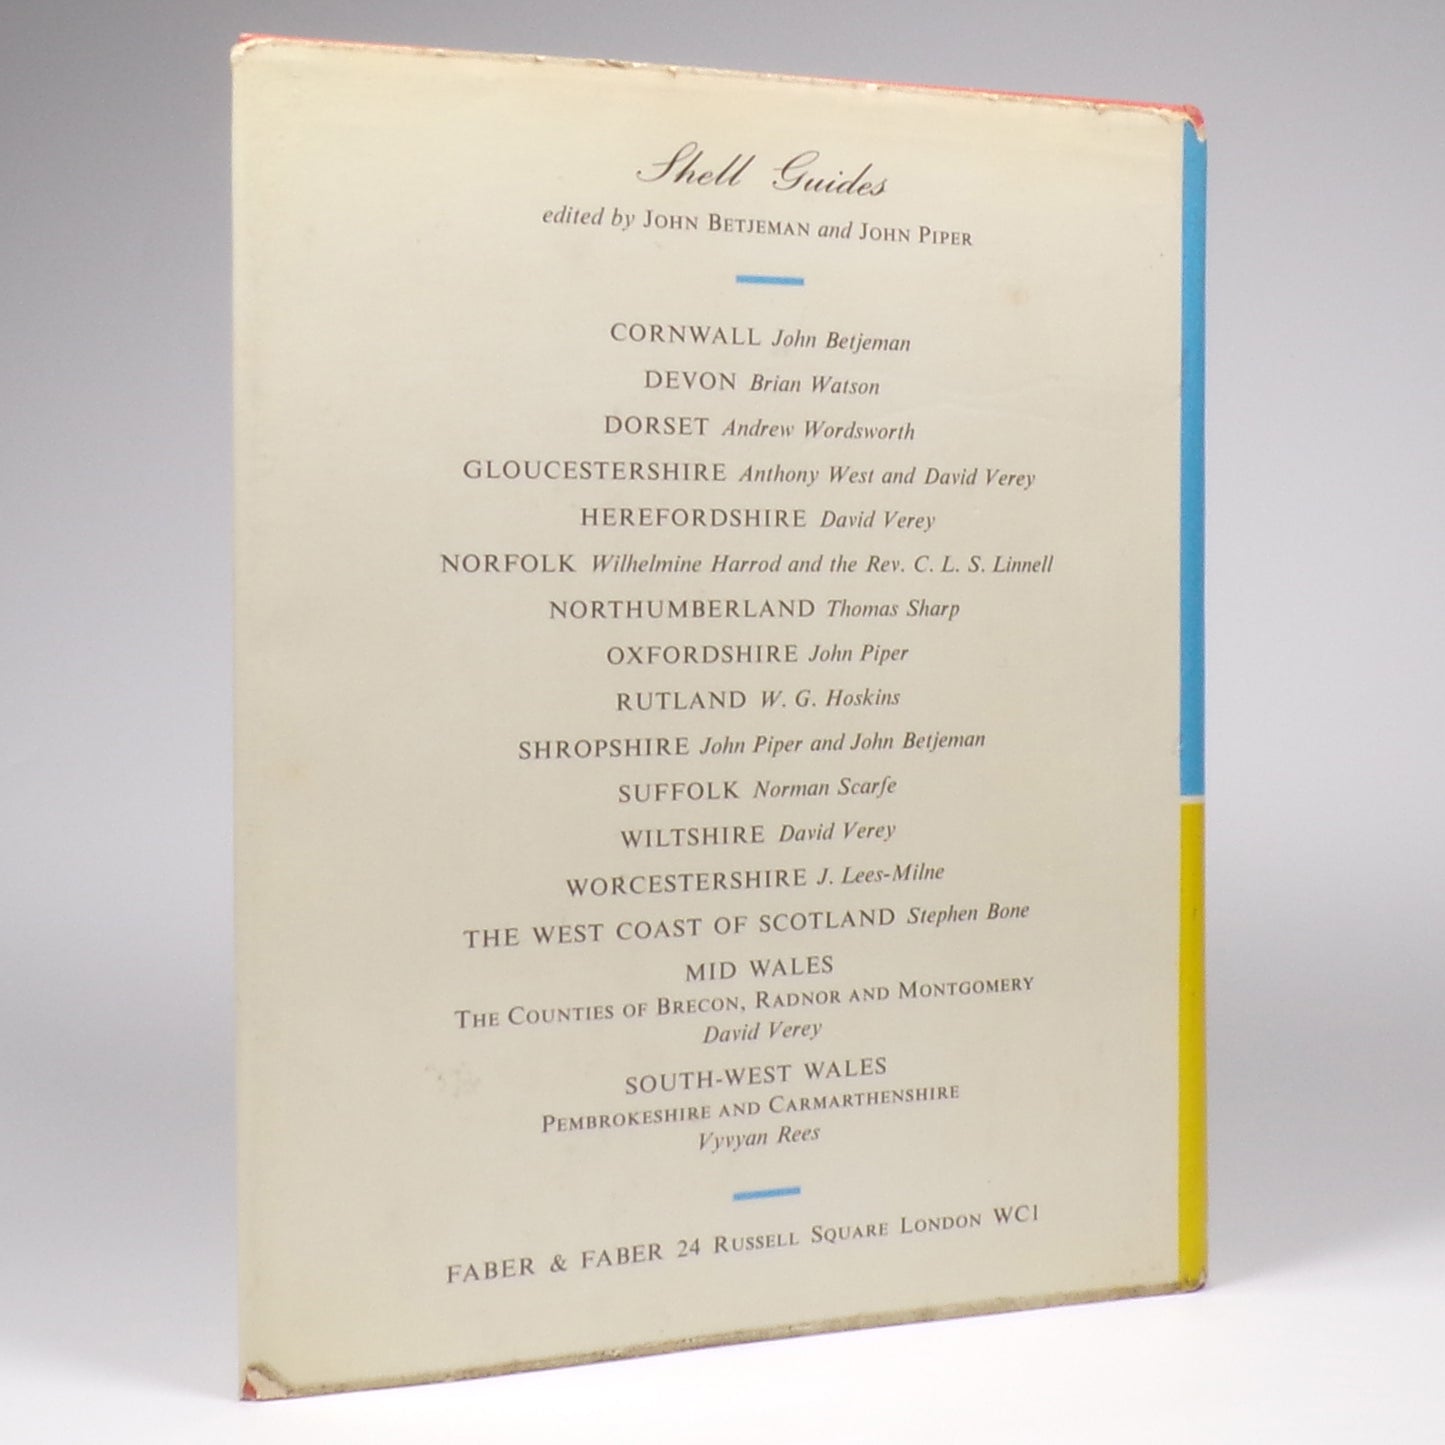 Shell Guides
edited by JOHN BETJEMAN and JOHN PIPER
CORNWALL John Betjeman
DEVON Brian Watson
DORSET Andrew Wordsworth
GLOUCESTERSHIRE Anthony West and David Verey
HEREFORDSHIRE David Verey
NORFOLK Wilhelmine Harrod and the Rev. C. L. S. Linnell
NORTHUMBERLAND Thomas Sharp
OXFORDSHIRE John Piper
RUTLAND W. G. Hoskins
SHROPSHIRE John Piper and John Betjeman
SUFFOLK Norman Scarfe
WILTSHIRE David Verey
WORCESTERSHIRE J. Lees-Milne
THE WEST COAST OF SCOTLAND Stephen Bone
MID WALES
THE COUNTIES OF BRECON, RADNOR AND MONTGOMERY
David Verey
SOUTH-WEST WALES
PEMBROKESHIRE AND CARMARTHENSHIRE
Vyvyan Rees
FABER & FABER 24 RUSSELL SQUARE LONDON WC1